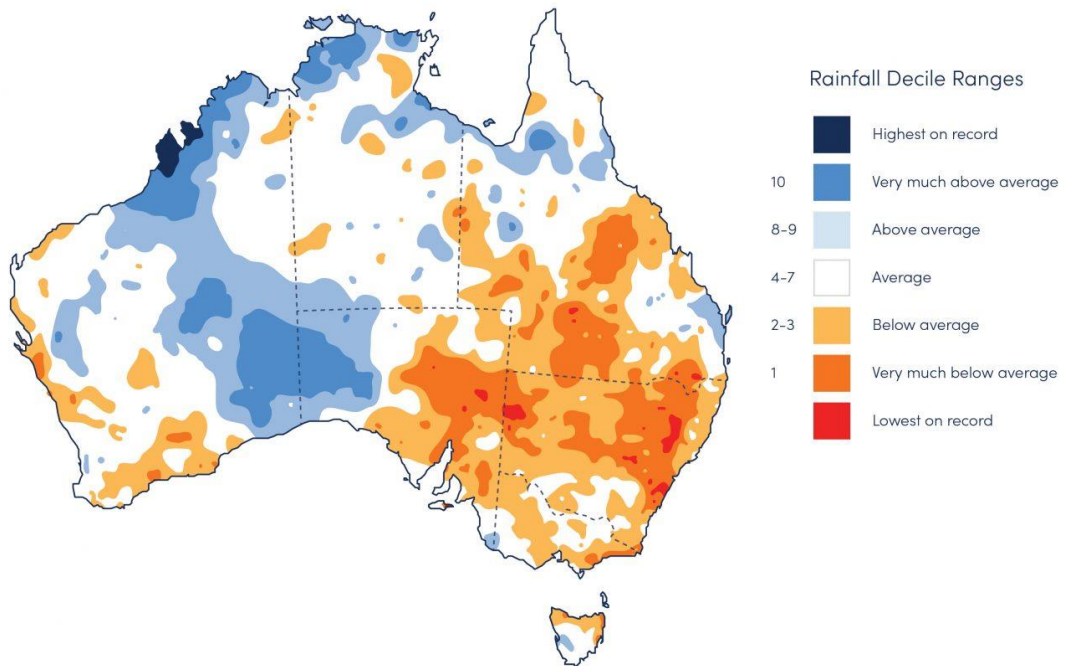 Rainfall Decile Ranges
Highest on record
10 Very much above average
8-9 Above average
4-7 Average
2-3 Below average
1 Very much below average
Lowest on record